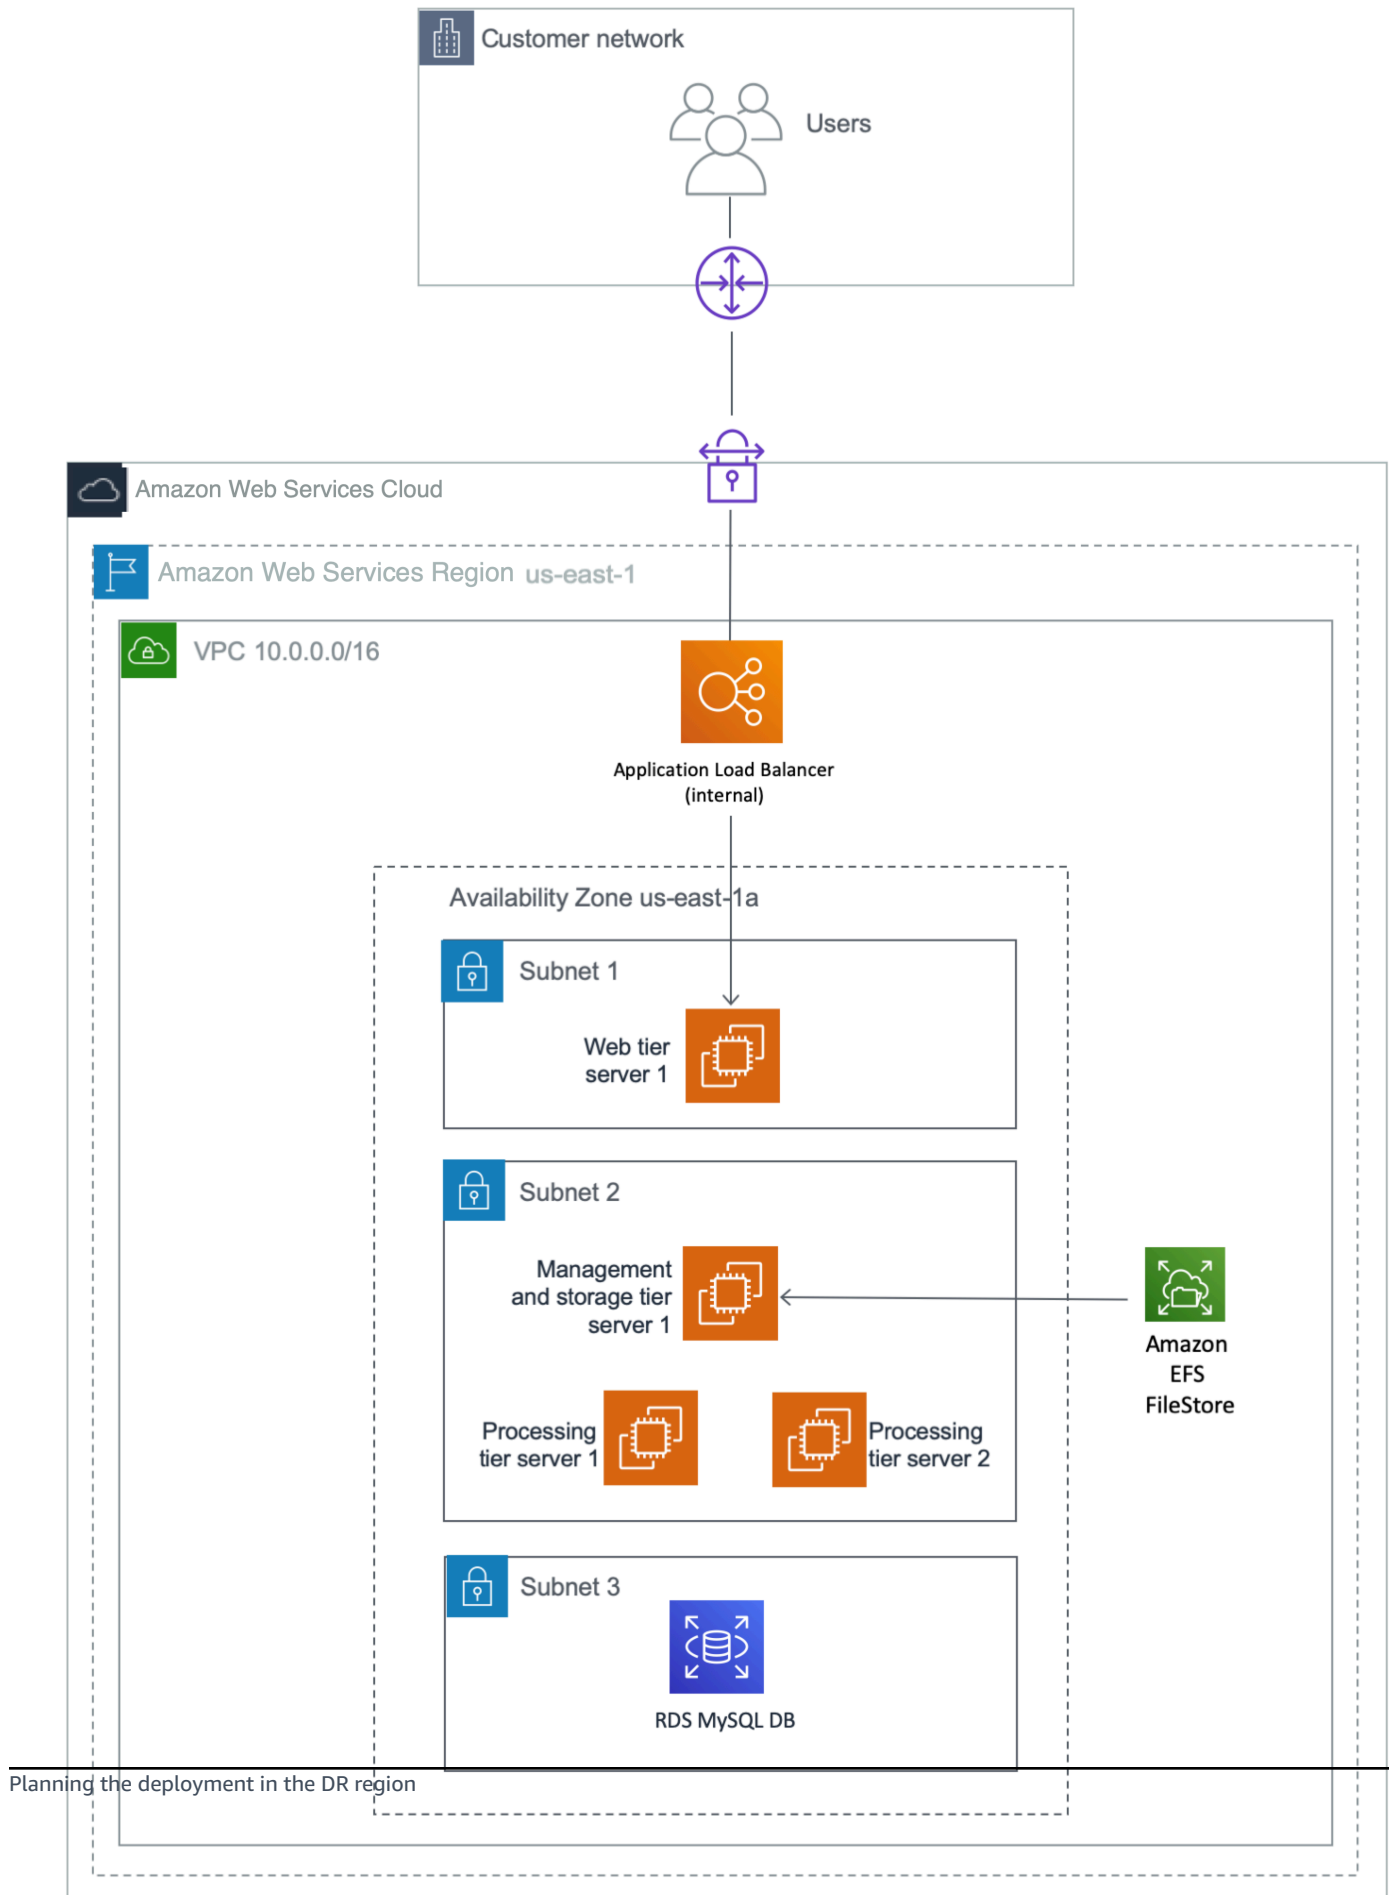 Customer network
Users
Amazon Web Services Cloud
Amazon Web Services Region us-east-1
VPC 10.0.0.0/16
Application Load Balancer
(internal)
Availability Zone us-east-1a
Subnet 1
Web tier
server 1
Subnet 2
Management
and storage tier
server 1
Amazon
EFS
FileStore
Processing
tier server 1
Processing
tier server 2
Subnet 3
RDS MySQL DB
Planning the deployment in the DR region